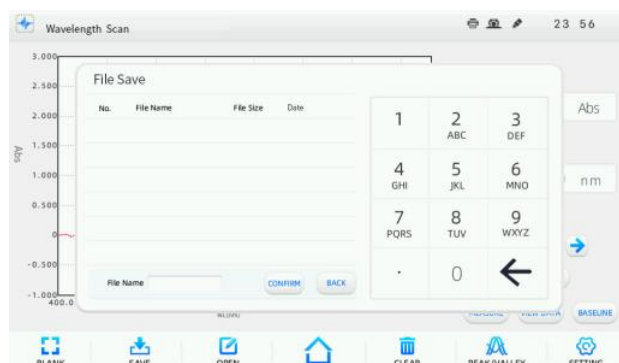 Wavelength Scan
23 56
3.000
2.500
2.000
1.500
1.000
0.500
0
-0.500
-1.000
400.0
Abs
File Save
No. File Name File Size Date
File Name
CONFIRM
BACK
1
2
ABC
3
DEF
4
GHI
5
JKL
6
MNO
7
PQRS
8
TUV
9
WXYZ
.
0
Abs
nm
BASELINE
BLANK
SAVE
OPEN
CLEAR
PEAK/VALLEY
SETTING